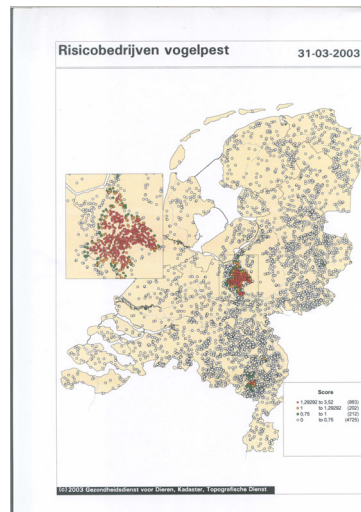 Risicobedrijven vogelpest
31-03-2003
Score
1,29292 to 3,52 (883)
1 to 1,29292 (202)
0,75 to 1 (212)
0 to 0,75 (4725)
(c)2003 Gezondheidsdienst voor Dieren, Kadaster, Topografische Dienst